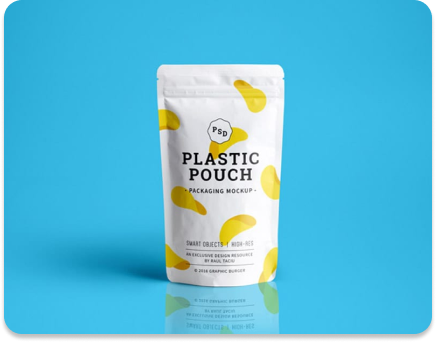 PSD
PLASTIC
POUCH
- PACKAGING MOCKUP -
SMART OBJECTS | HIGH-RES
AN EXCLUSIVE DESIGN RESOURCE
BY RAUL TACIU
© 2016 GRAPHIC BURGER